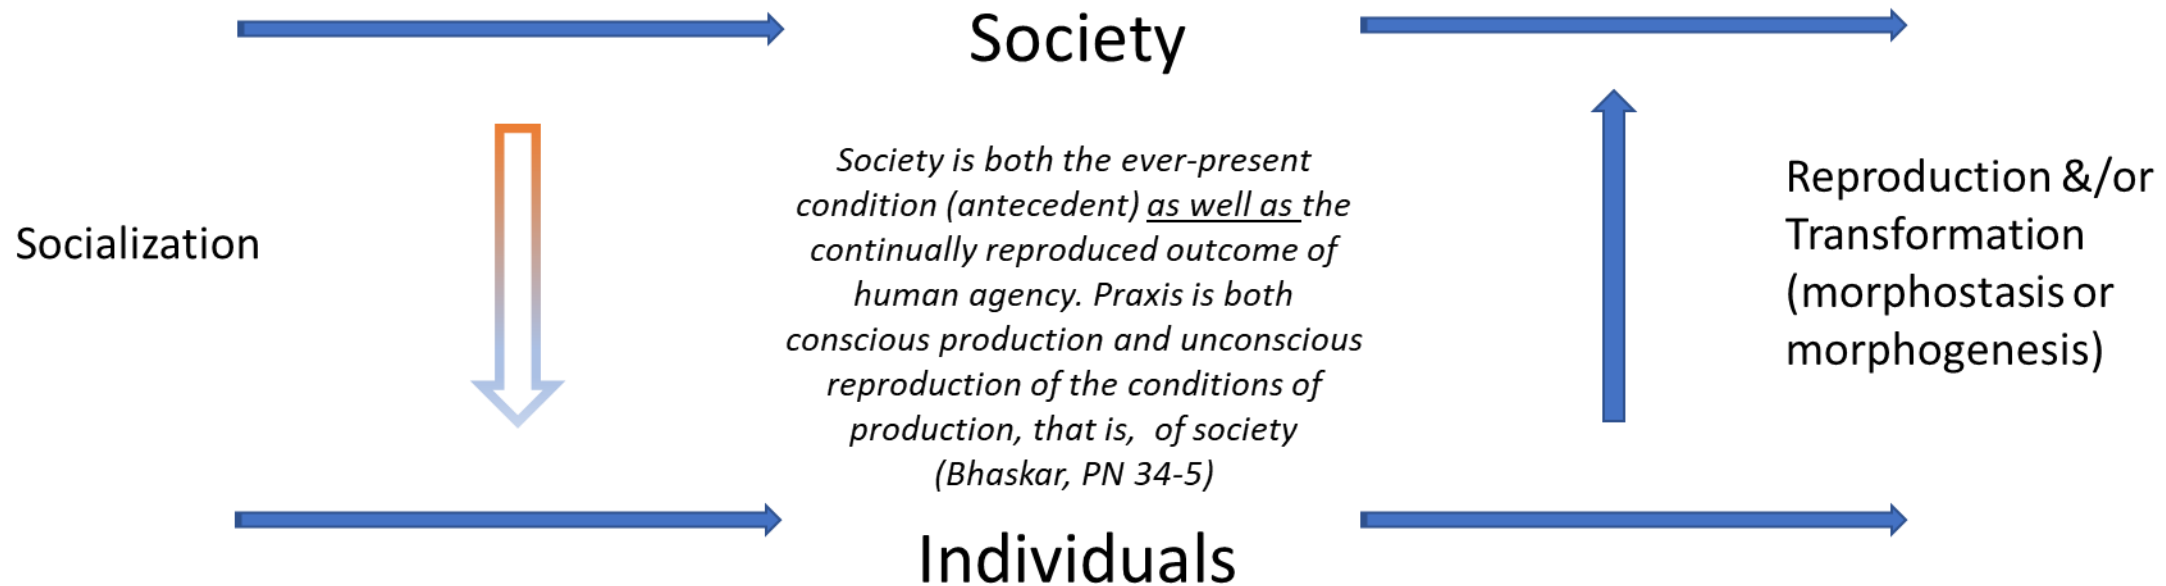 Society
Society is both the ever-present
condition (antecedent) as well as the
continually reproduced outcome of
human agency. Praxis is both
conscious production and unconscious
reproduction of the conditions of
production, that is,  of society
(Bhaskar, PN 34-5)
Socialization
Reproduction &/or
Transformation
(morphostasis or
morphogenesis)
Individuals